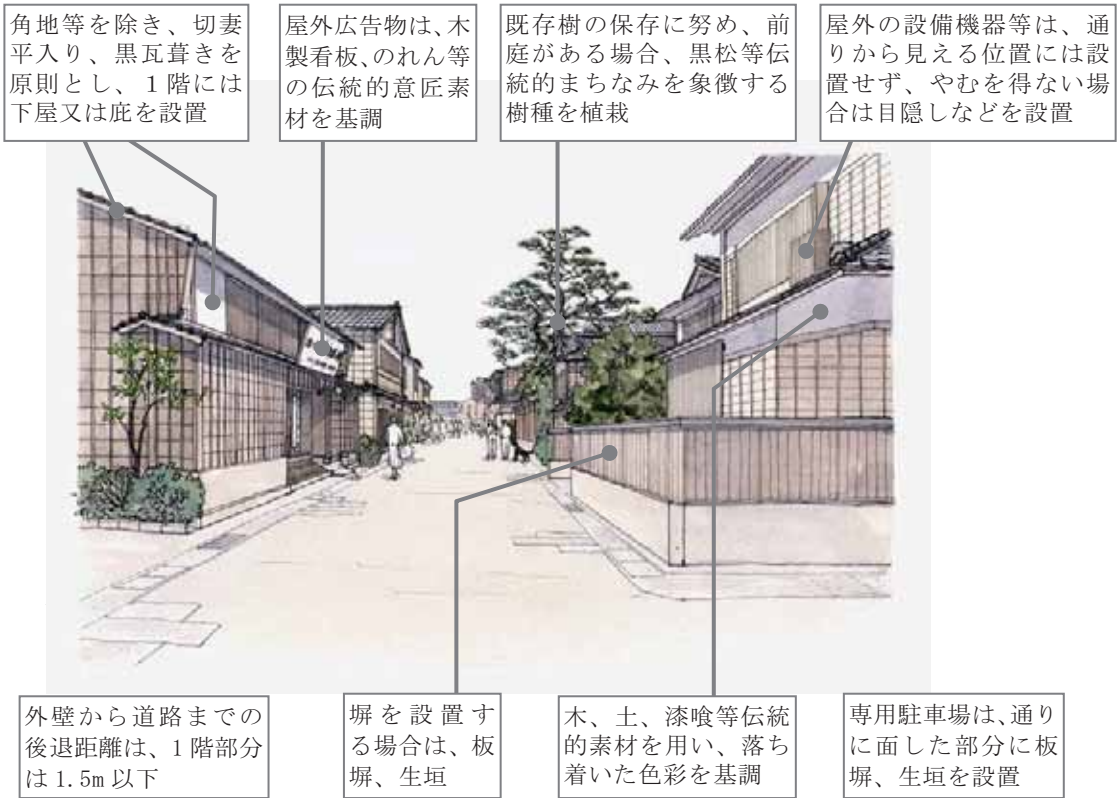 角地等を除き、切妻
平入り、黒瓦葺きを
原則とし、1階には
下屋又は庇を設置
屋外広告物は、木
製看板、のれん等
の伝統的意匠素
材を基調
既存樹の保存に努め、前
庭がある場合、黒松等伝
統的まちなみを象徴する
樹種を植栽
屋外の設備機器等は、通
りから見える位置には設
置せず、やむを得ない場
合は目隠しなどを設置
外壁から道路までの
後退距離は、1階部分
は1.5m以下
塀を設置す
る場合は、板
塀、生垣
木、土、漆喰等伝統
的素材を用い、落ち
着いた色彩を基調
専用駐車場は、通り
に面した部分に板
塀、生垣を設置